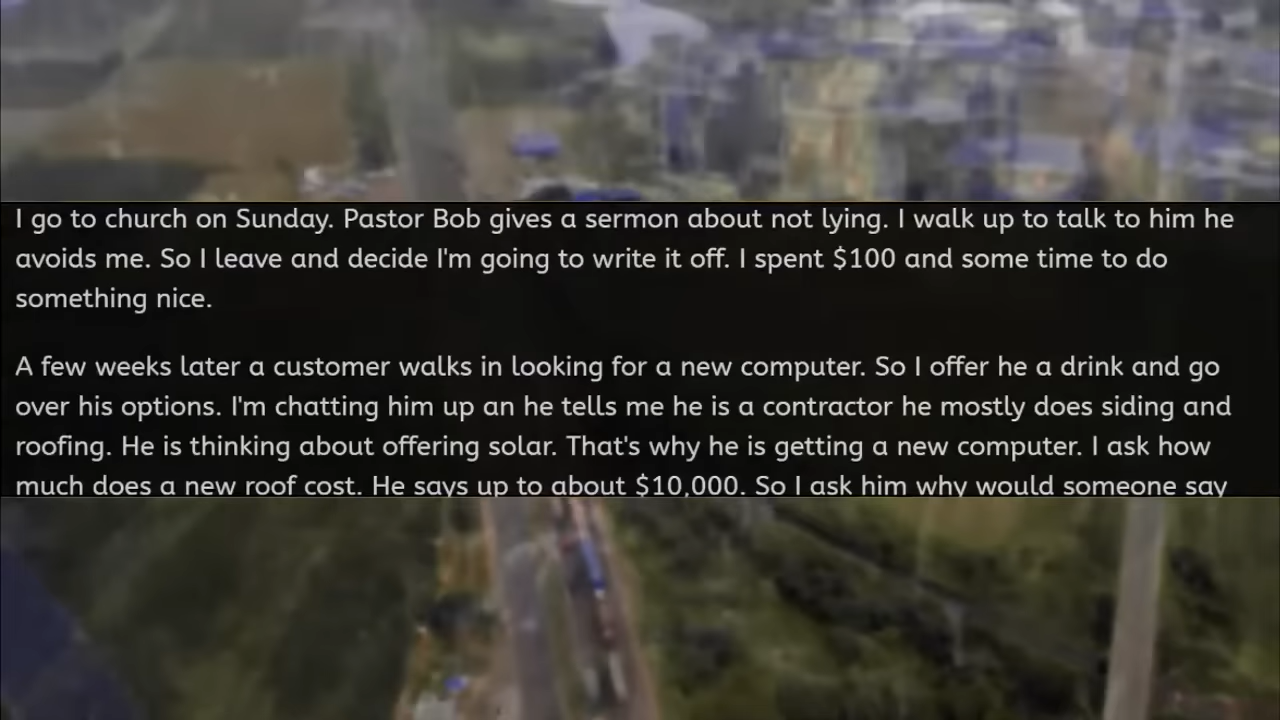 I go to church on Sunday. Pastor Bob gives a sermon about not lying. I walk up to talk to him he
avoids me. So I leave and decide I'm going to write it off. I spent $100 and some time to do
something nice.
A few weeks later a customer walks in looking for a new computer. So I offer he a drink and go
over his options. I'm chatting him up an he tells me he is a contractor he mostly does siding and
roofing. He is thinking about offering solar. That's why he is getting a new computer. I ask how
much does a new roof cost. He says up to about $10,000. So I ask him why would someone say